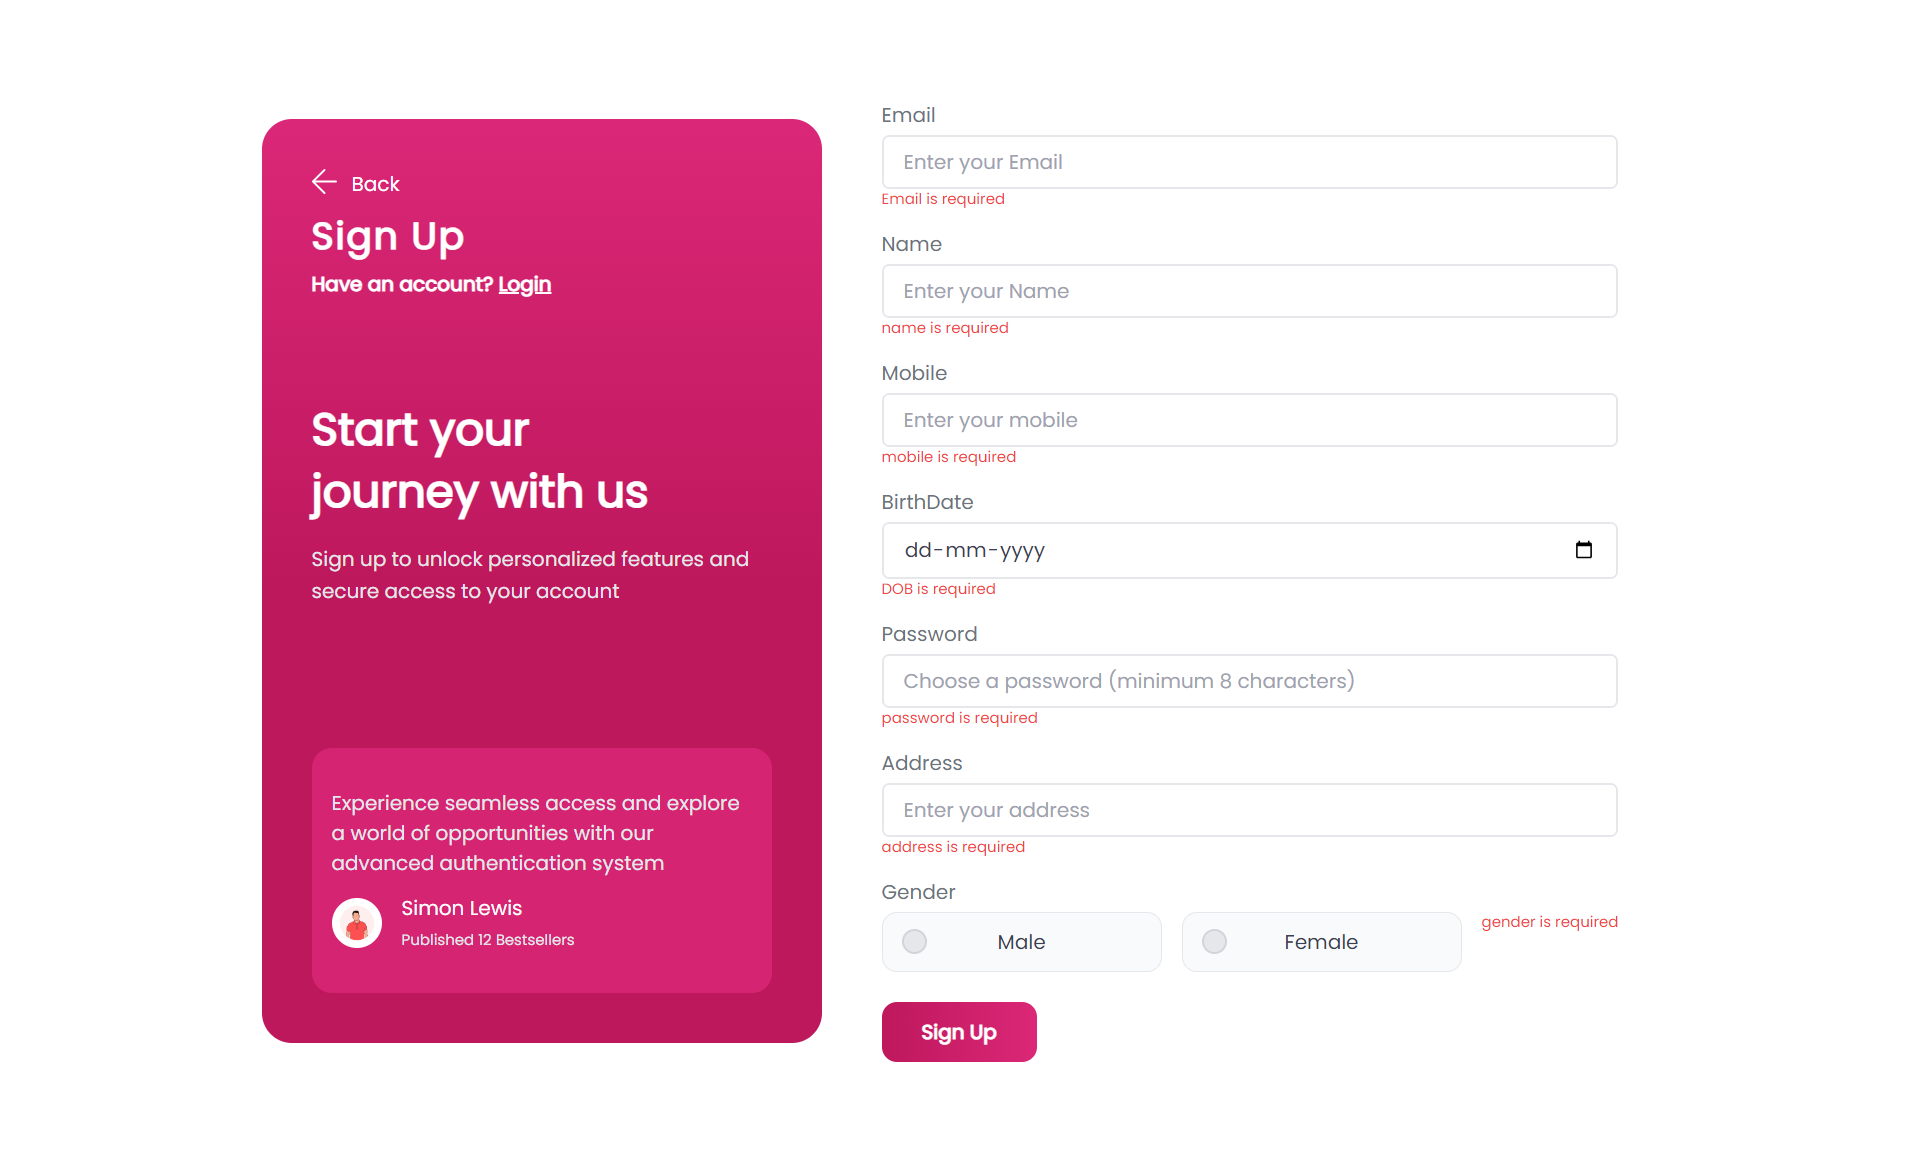 Back
Sign Up
Have an account? Login
Start your
journey with us
Sign up to unlock personalized features and
secure access to your account
Experience seamless access and explore
a world of opportunities with our
advanced authentication system
Simon Lewis
Published 12 Bestsellers
Email
Enter your Email
Email is required
Name
Enter your Name
name is required
Mobile
Enter your mobile
mobile is required
BirthDate
dd-mm-yyyy
DOB is required
Password
Choose a password (minimum 8 characters)
password is required
Address
Enter your address
address is required
Gender
Male
Female
gender is required
Sign Up